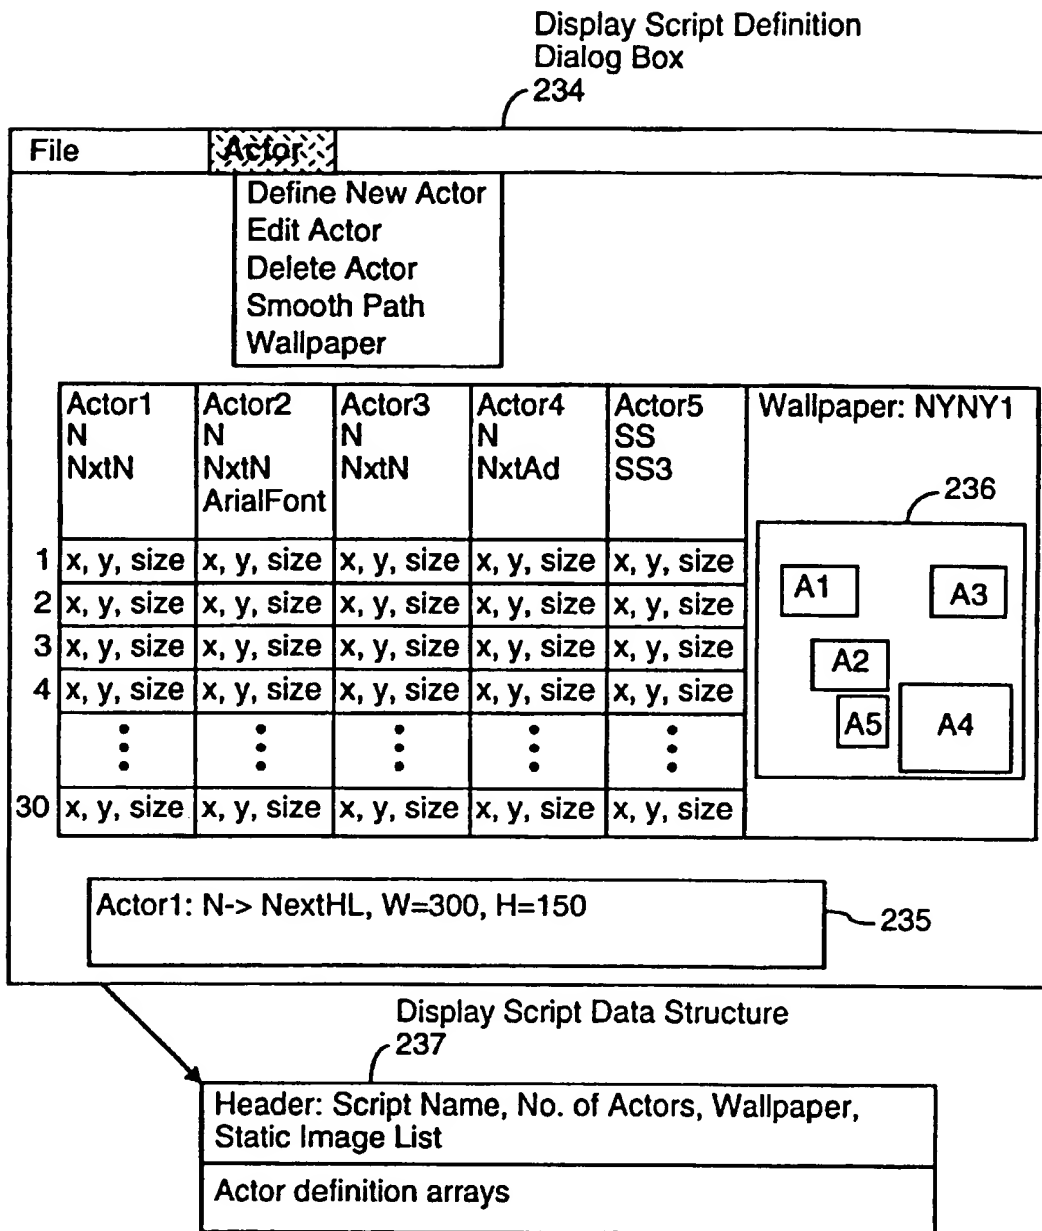 Display Script Definition
Dialog Box
234
File Actor
Define New Actor
Edit Actor
Delete Actor
Smooth Path
Wallpaper
Actor1 Actor2 Actor3 Actor4 Actor5 Wallpaper: NYNY1
N N N N SS
NxtN NxtN NxtN NxtAd SS3
ArialFont
236
1 x, y, size x, y, size x, y, size x, y, size x, y, size
2 x, y, size x, y, size x, y, size x, y, size x, y, size
3 x, y, size x, y, size x, y, size x, y, size x, y, size
4 x, y, size x, y, size x, y, size x, y, size x, y, size
30 x, y, size x, y, size x, y, size x, y, size x, y, size
A1 A3
A2
A5 A4
Actor1: N-> NextHL, W=300, H=150
235
Display Script Data Structure
237
Header: Script Name, No. of Actors, Wallpaper,
Static Image List
Actor definition arrays